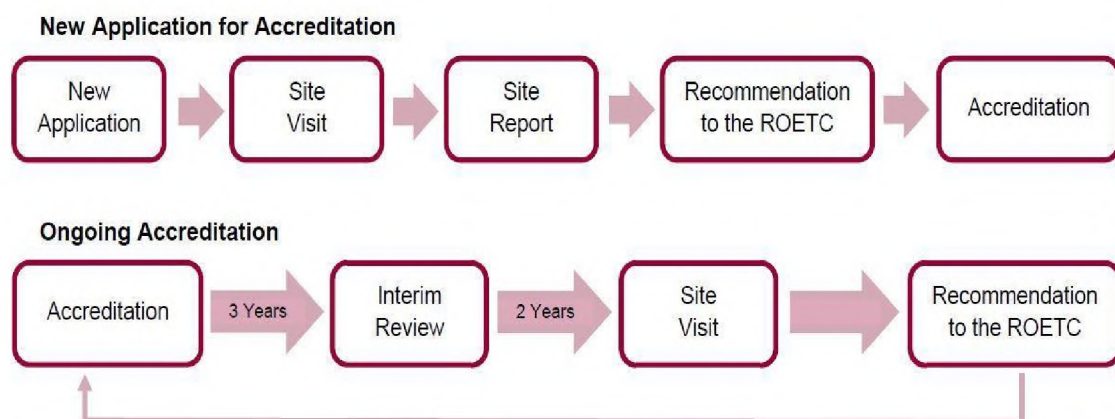 New Application for Accreditation
New
Application
Site
Visit
Site
Report
Recommendation
to the ROETC
Accreditation
Ongoing Accreditation
Accreditation
3 Years
Interim
Review
2 Years
Site
Visit
Recommendation
to the ROETC